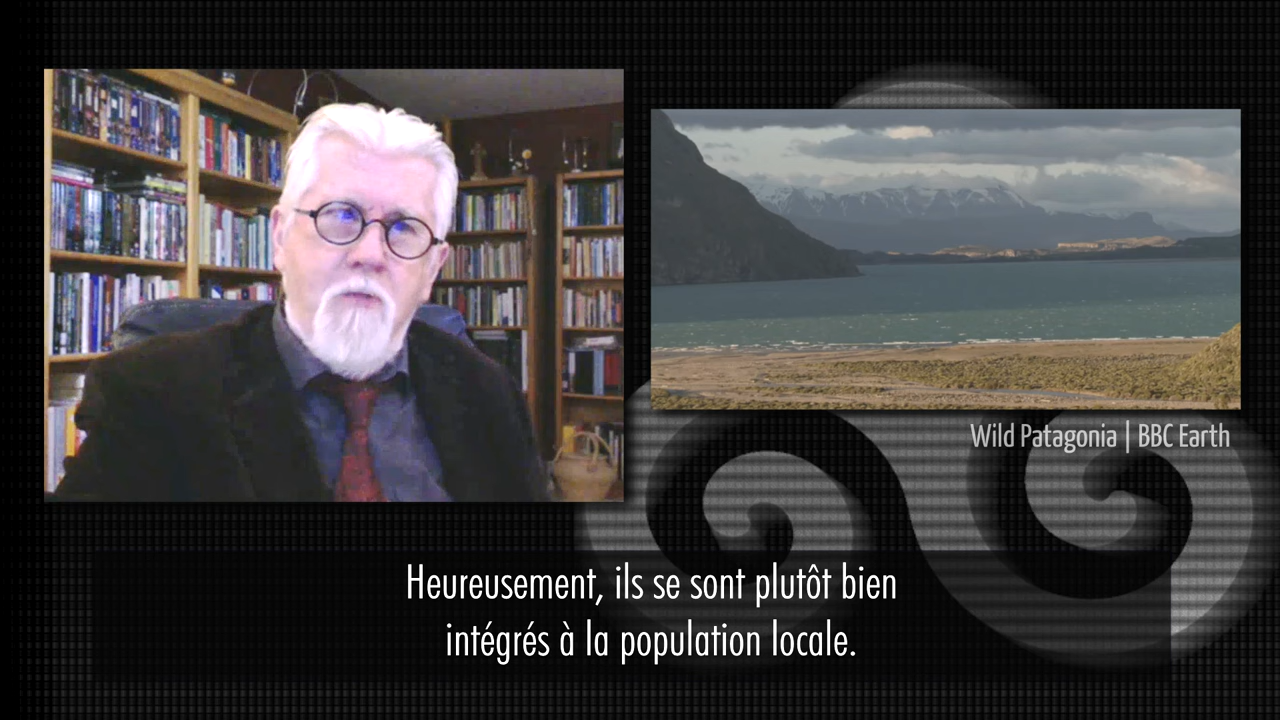 Wild Patagonia | BBC Earth
Heureusement, ils se sont plutôt bien
intégrés à la population locale.